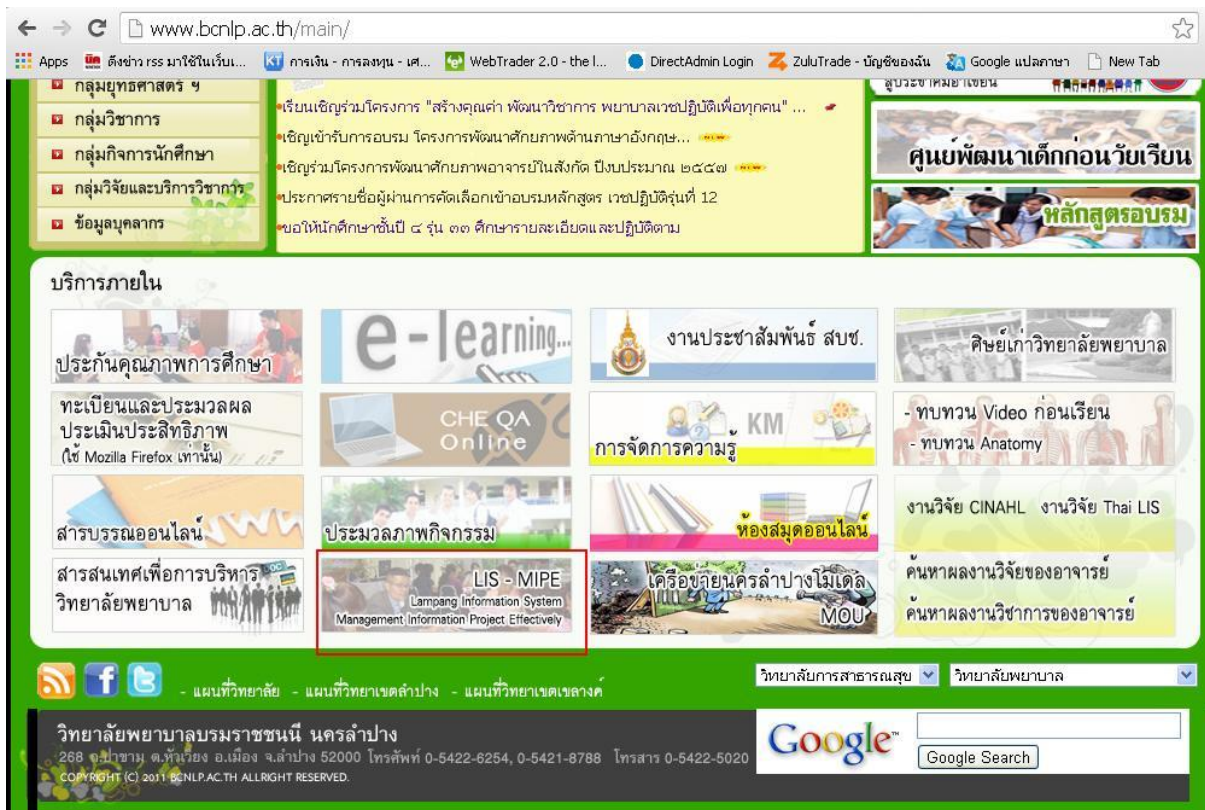 www.bcnlp.ac.th/main/
Apps ดึงข่าว rss มาใช้ในเว็บเ... KT การเงิน - การลงทุน - เศ... WebTrader 2.0 - the l... DirectAdmin Login ZuluTrade - บัญชีของฉัน Google แปลภาษา New Tab
กลุ่มยุทธศาสตร์ ฯ
กลุ่มวิชาการ
กลุ่มกิจการนักศึกษา
กลุ่มวิจัยและบริการวิชาการ
ข้อมูลบุคลากร
เรียนเชิญร่วมโครงการ "สร้างคุณค่า พัฒนาวิชาการ พยาบาลเวชปฏิบัติเพื่อทุกคน" ...
เชิญเข้ารับการอบรม โครงการพัฒนาศักยภาพด้านภาษาอังกฤษ...
เชิญร่วมโครงการพัฒนาศักยภาพอาจารย์ในสังกัด ปีงบประมาณ ๒๕๕๗
ประกาศรายชื่อผู้ผ่านการคัดเลือกเข้าอบรมหลักสูตร เวชปฏิบัติรุ่นที่ 12
ขอให้นักศึกษาชั้นปี ๔ รุ่น ๓๓ ศึกษารายละเอียดและปฏิบัติตาม
สู่ประชาคมอาเซียน
ศูนย์พัฒนาเด็กก่อนวัยเรียน
หลักสูตรอบรม
บริการภายใน
ประกันคุณภาพการศึกษา
e-learning...
งานประชาสัมพันธ์ สบช.
ศิษย์เก่าวิทยาลัยพยาบาล
ทะเบียนและประมวลผล
ประเมินประสิทธิภาพ
(ใช้ Mozilla Firefox เท่านั้น)
CHE QA
Online
KM
การจัดการความรู้
- ทบทวน Video ก่อนเรียน
- ทบทวน Anatomy
สารบรรณออนไลน์
ประมวลภาพกิจกรรม
ห้องสมุดออนไลน์
งานวิจัย CINAHL งานวิจัย Thai LIS
สารสนเทศเพื่อการบริหาร
วิทยาลัยพยาบาล
LIS - MIPE
Lampang Information System
Management Information Project Effectively
เครือข่ายนครลำปางโมเดล
MOU
ค้นหาผลงานวิจัยของอาจารย์
ค้นหาผลงานวิชาการของอาจารย์
- แผนที่วิทยาลัย - แผนที่วิทยาเขตลำปาง - แผนที่วิทยาเขตเขลางค์
วิทยาลัยการสาธารณสุข วิทยาลัยพยาบาล
วิทยาลัยพยาบาลบรมราชชนนี นครลำปาง
268 ถ.ป่าขาม ต.หัวเวียง อ.เมือง จ.ลำปาง 52000 โทรศัพท์ 0-5422-6254, 0-5421-8788 โทรสาร 0-5422-5020
COPYRIGHT (C) 2011 BCNLP.AC.TH ALLRIGHT RESERVED.
Google
Google Search